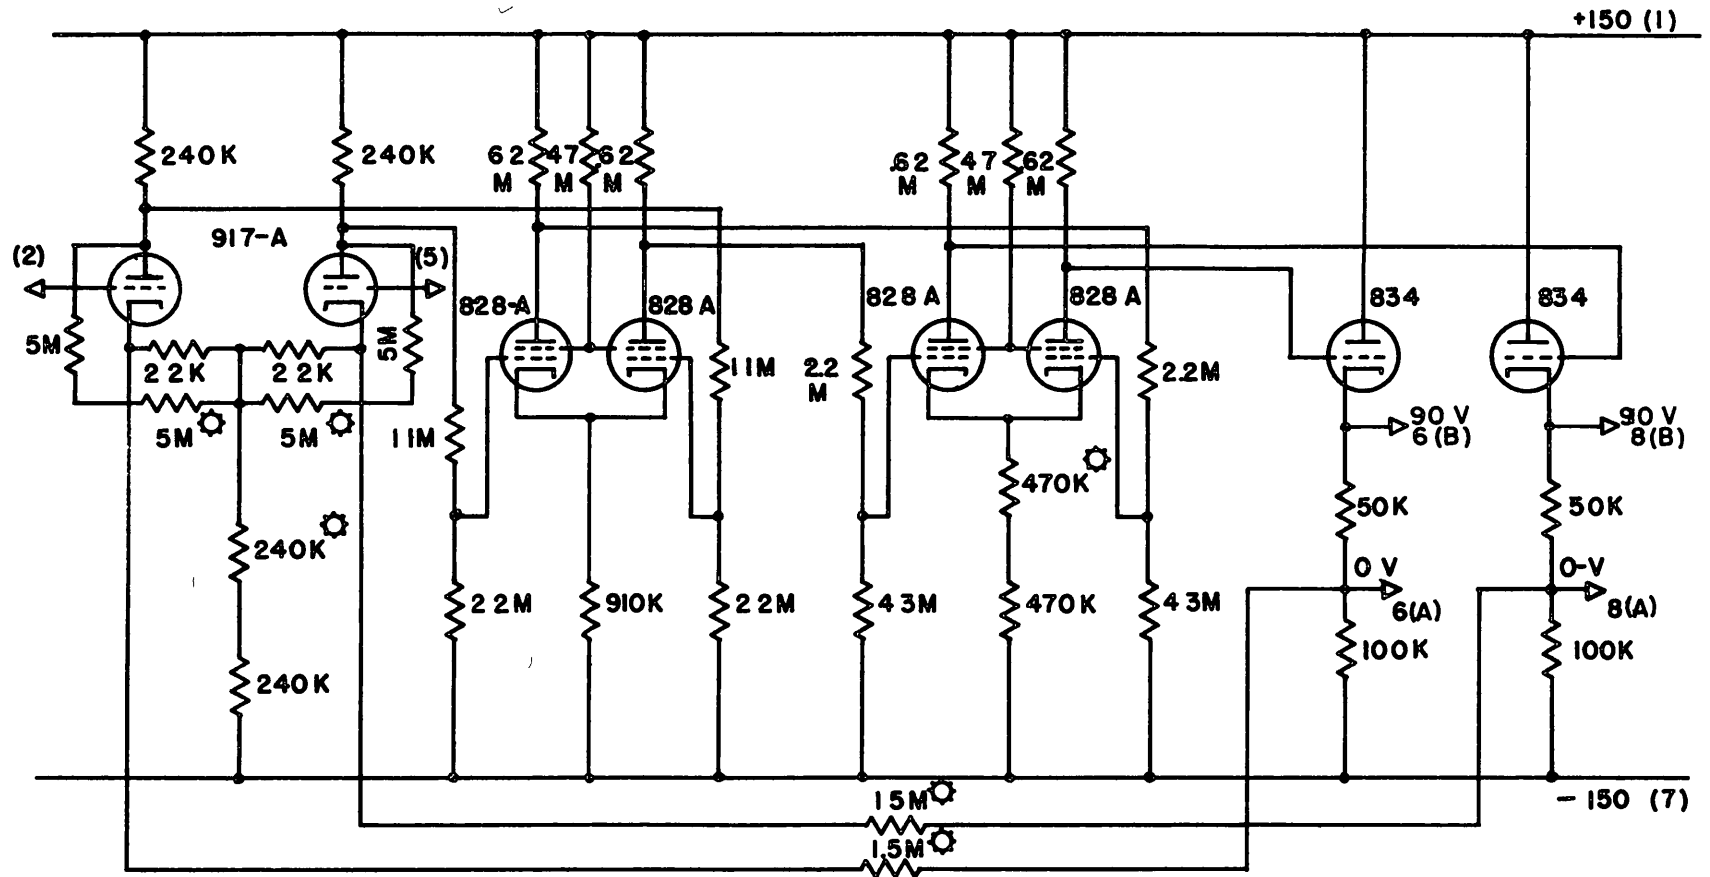 +150 (1)
240K
240K
62
M
47
M
.62
M
.62
M
47
M
.62
M
917-A
(2)
(5)
828-A
828 A
828 A
828 A
834
834
5M
22K
22K
5M
11M
2.2
M
2.2M
5M
5M
11M
90 V
6(B)
90 V
8(B)
470K
50K
50K
240K
0 V
0-V
22M
910K
22M
43M
470K
43M
6(A)
8(A)
100K
100K
240K
-150 (7)
15M
1.5M